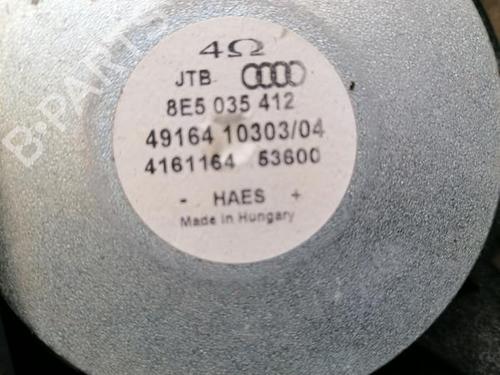 4Ω
JTB
8E5 035 412
49164 10303/04
4161164 53600
- HAES +
Made in Hungary
B-PARTS